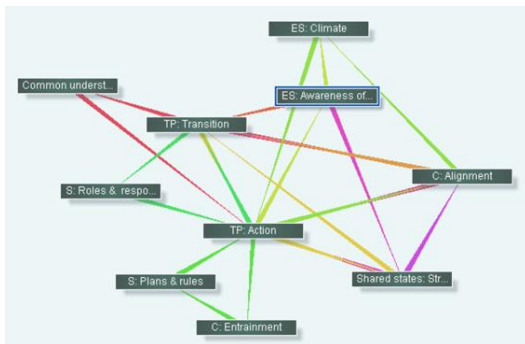 ES: Climate
Common underst...
ES: Awareness of...
TP: Transition
C: Alignment
S: Roles & respo...
TP: Action
S: Plans & rules
Shared states: Str...
C: Entrainment